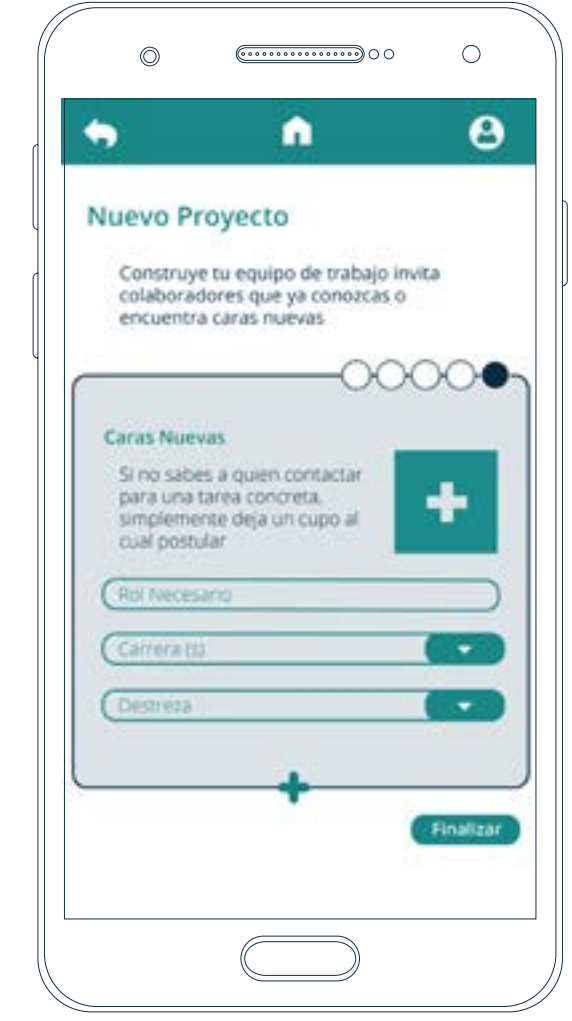 Nuevo Proyecto
Construye tu equipo de trabajo invita
colaboradores que ya conozcas o
encuentra caras nuevas
Caras Nuevas
Si no sabes a quien contactar
para una tarea concreta,
simplemente deja un cupo al
cual postular
Rol Necesario
Carrera (s)
Destreza
Finalizar